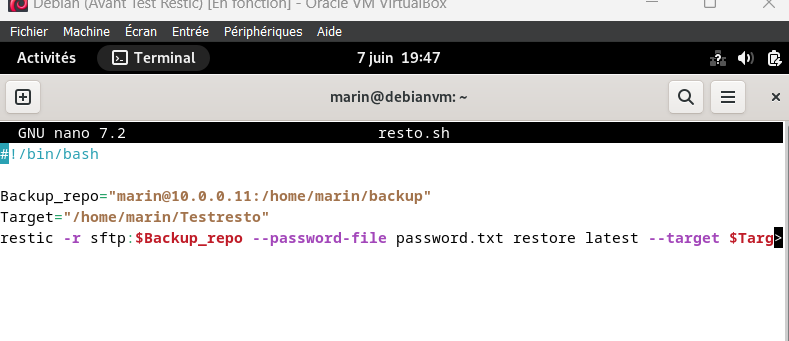 Debian (Avant Test Restic) [En fonction] - Oracle VM VirtualBox
Fichier Machine Écran Entrée Périphériques Aide
Activités Terminal 7 juin 19:47
marin@debianvm: ~
GNU nano 7.2 resto.sh
#!/bin/bash
Backup_repo="marin@10.0.0.11:/home/marin/backup"
Target="/home/marin/Testresto"
restic -r sftp:$Backup_repo --password-file password.txt restore latest --target $Targ>